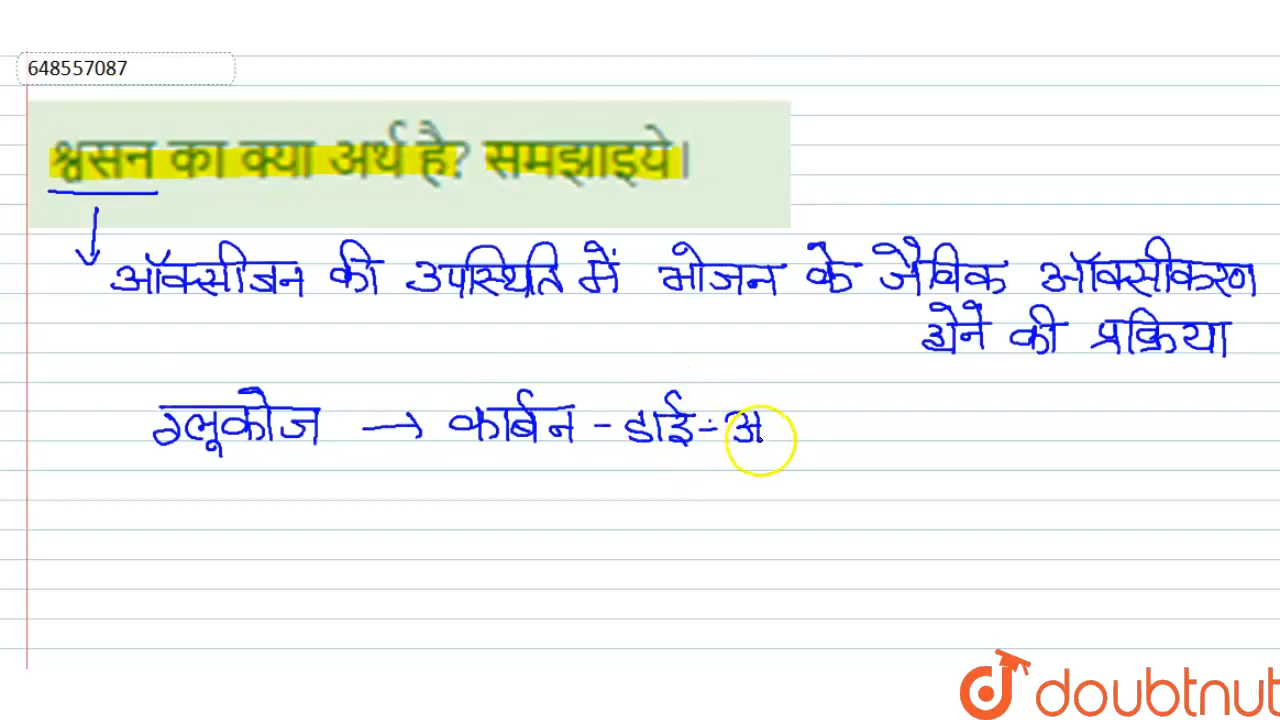 648557087
श्वसन का क्या अर्थ है? समझाइये।
ऑक्सीजन की उपस्थिति में भोजन के जैविक ऑक्सीकरण
होने की प्रक्रिया
ग्लूकोज → कार्बन - डाई - अ
doubtnut